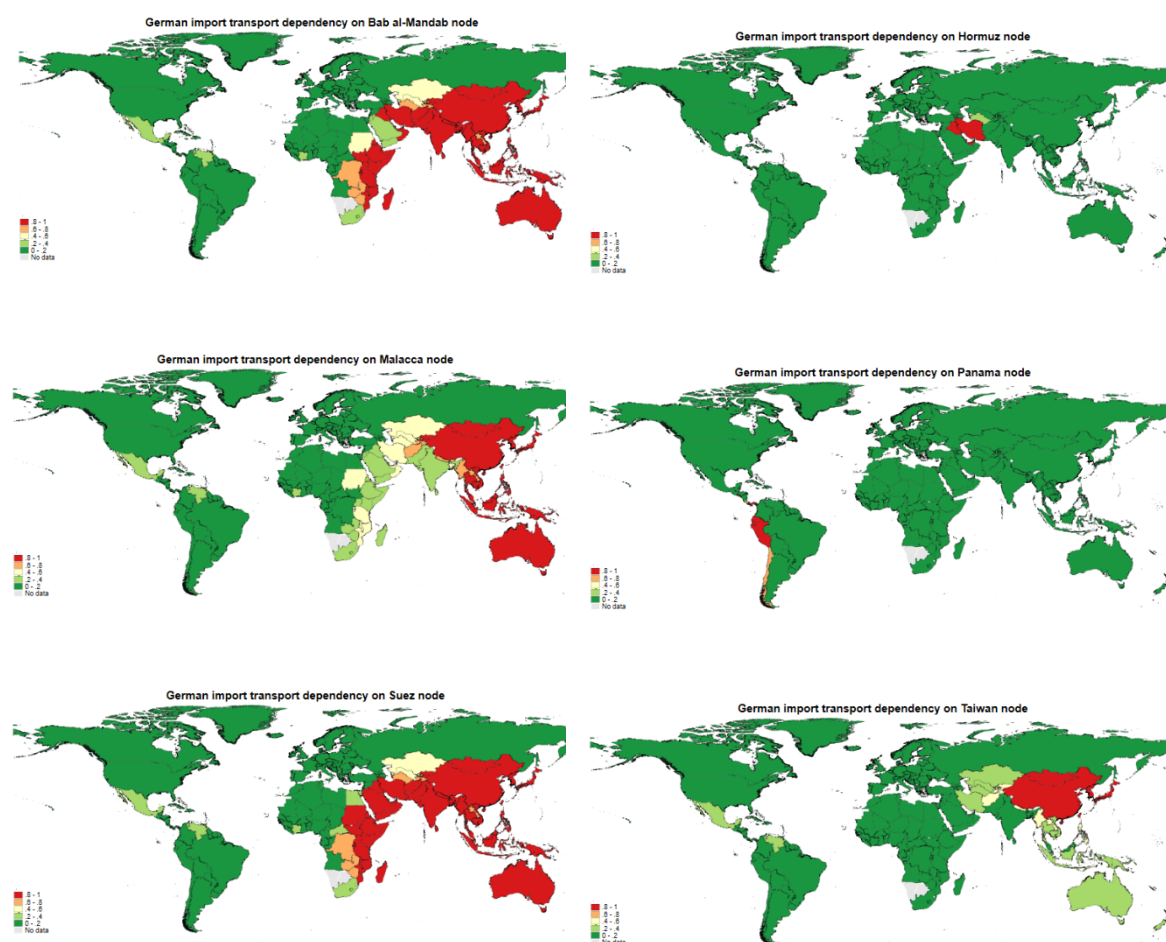 German import transport dependency on Bab al-Mandab node
.8 - 1
.6 - .8
.4 - .6
.2 - .4
0 - .2
No data
German import transport dependency on Hormuz node
.8 - 1
.6 - .8
.4 - .6
.2 - .4
0 - .2
No data
German import transport dependency on Malacca node
.8 - 1
.6 - .8
.4 - .6
.2 - .4
0 - .2
No data
German import transport dependency on Panama node
.8 - 1
.6 - .8
.4 - .6
.2 - .4
0 - .2
No data
German import transport dependency on Suez node
.8 - 1
.6 - .8
.4 - .6
.2 - .4
0 - .2
No data
German import transport dependency on Taiwan node
.8 - 1
.6 - .8
.4 - .6
.2 - .4
0 - .2
No data